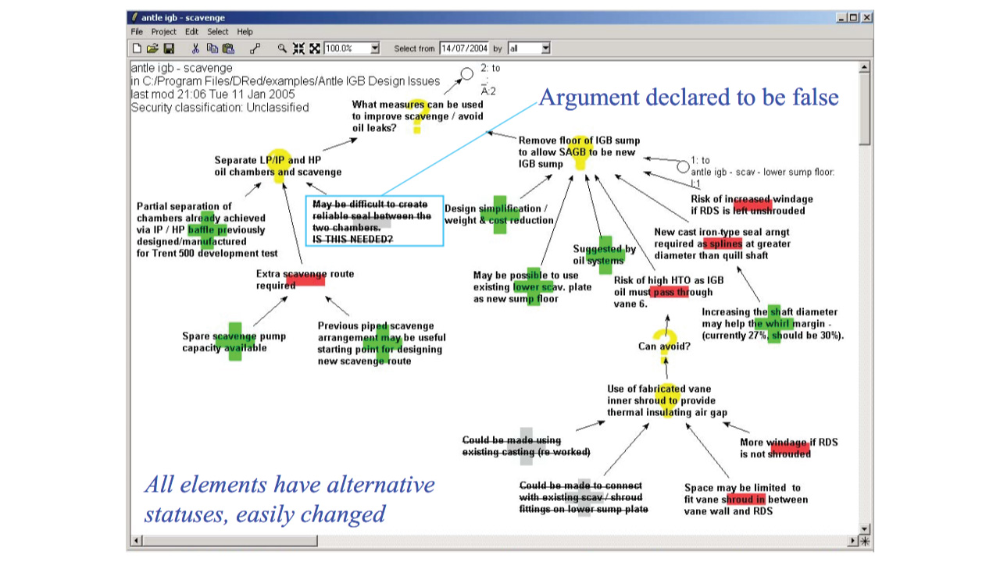 antle igb - scavenge
File Project Edit Select Help
100.0% Select from 14/07/2004 by all
antle igb - scavenge
in C:/Program Files/DRed/examples/Antle IGB Design Issues
last mod 21:06 Tue 11 Jan 2005
Security classification: Unclassified
2: to
_:
A:2
What measures can be used
to improve scavenge / avoid
oil leaks?
Argument declared to be false
Separate LP/IP and HP
oil chambers and scavenge
Remove floor of IGB sump
to allow SAGB to be new
IGB sump
1: to
antle igb - scav - lower sump floor:
I:1
Partial separation of
chambers already achieved
via IP / HP baffle previously
designed/manufactured
for Trent 500 development test
May be difficult to create
reliable seal between the
two chambers.
IS THIS NEEDED?
Design simplification /
weight & cost reduction
Risk of increased windage
if RDS is left unshrouded
New cast iron-type seal arngt
required as splines at greater
diameter than quill shaft
Suggested by
oil systems
Extra scavenge route
required
May be possible to use
existing lower scav. plate
as new sump floor
Risk of high HTO as IGB
oil must pass through
vane 6.
Increasing the shaft diameter
may help the whirl margin -
(currently 27%, should be 30%).
Spare scavenge pump
capacity available
Previous piped scavenge
arrangement may be useful
starting point for designing
new scavenge route
Can avoid?
Use of fabricated vane
inner shroud to provide
thermal insulating air gap
Could be made using
existing casting (re worked)
More windage if RDS
is not shrouded
Could be made to connect
with existing scav / shroud
fittings on lower sump plate
Space may be limited to
fit vane shroud in between
vane wall and RDS
All elements have alternative
statuses, easily changed